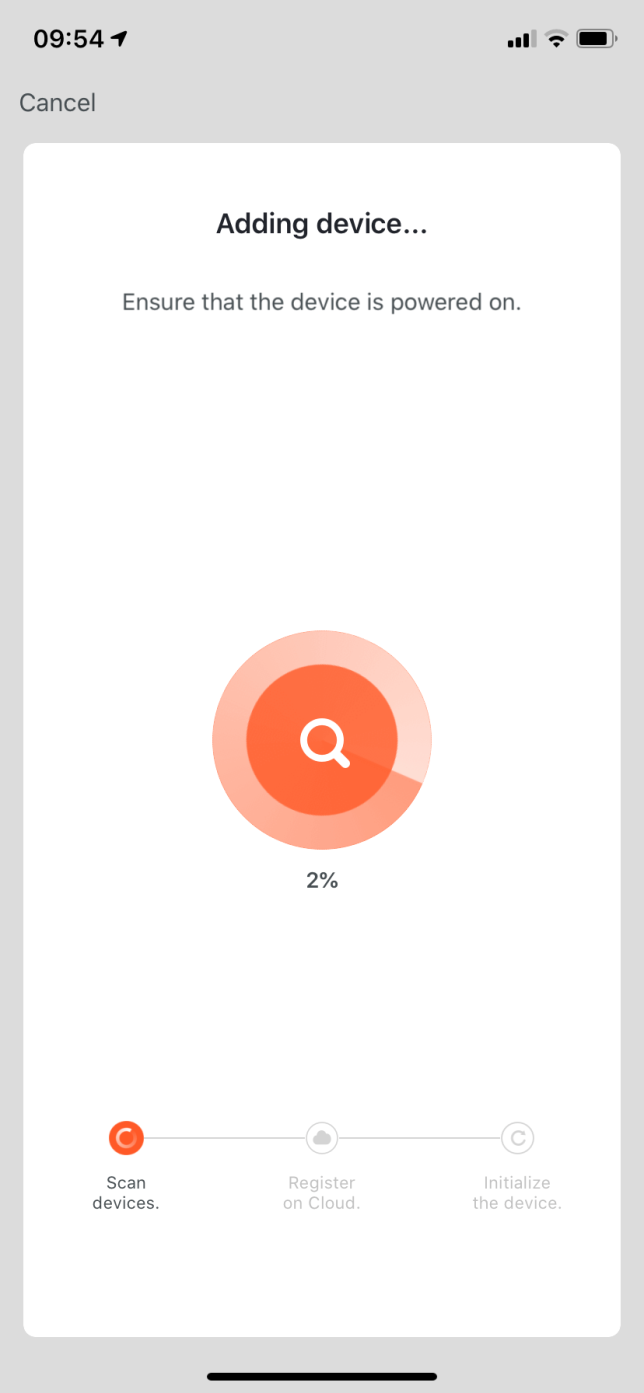 09:54
Cancel
Adding device...
Ensure that the device is powered on.
2%
Scan
devices.
Register
on Cloud.
Initialize
the device.